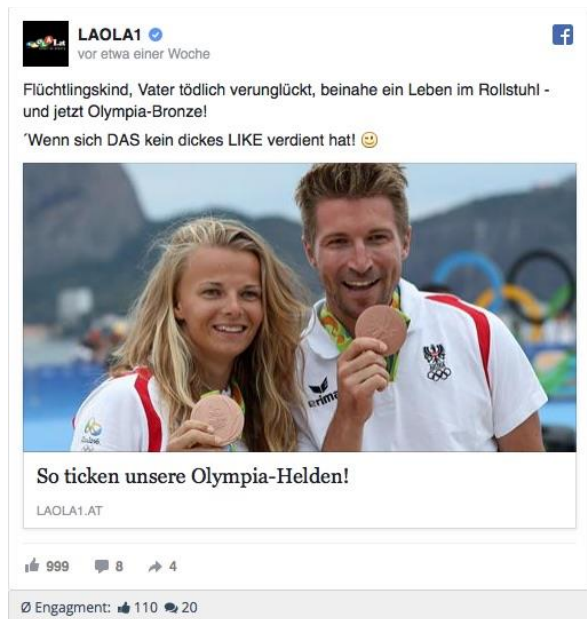 LAOLA1
vor etwa einer Woche
Flüchtlingskind, Vater tödlich verunglückt, beinahe ein Leben im Rollstuhl -
und jetzt Olympia-Bronze!
´Wenn sich DAS kein dickes LIKE verdient hat! 🙂
erima
So ticken unsere Olympia-Helden!
LAOLA1.AT
999 8 4
Ø Engagment: 110 20